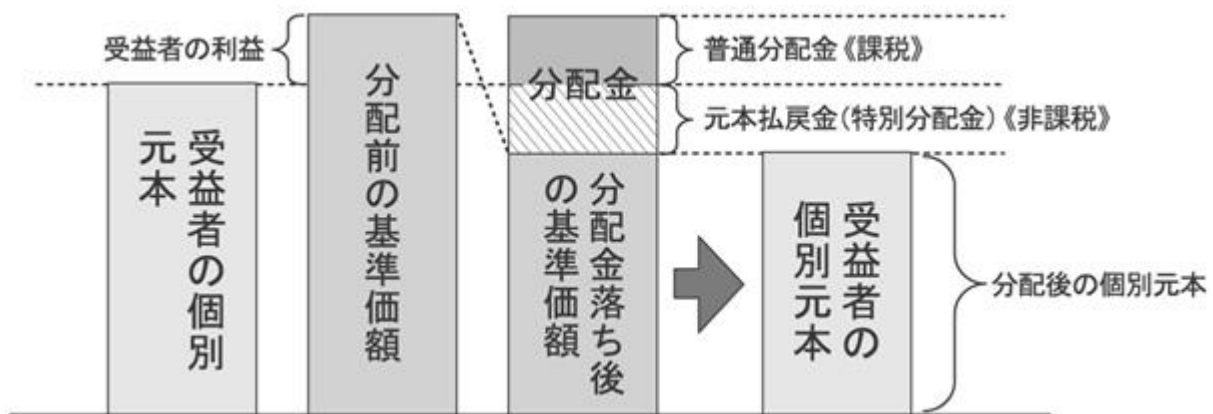 受益者の利益
受益者の個別
元本
分配前の基準価額
分配金
分配金落ち後
の基準価額
普通分配金《課税》
元本払戻金(特別分配金)《非課税》
受益者の
個別元本
分配後の個別元本